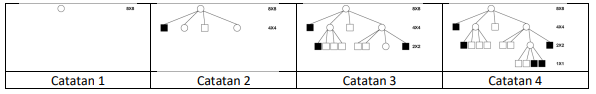 8X8
8X8
4X4
8X8
4X4
2X2
8X8
4X4
2X2
1X1
Catatan 1
Catatan 2
Catatan 3
Catatan 4